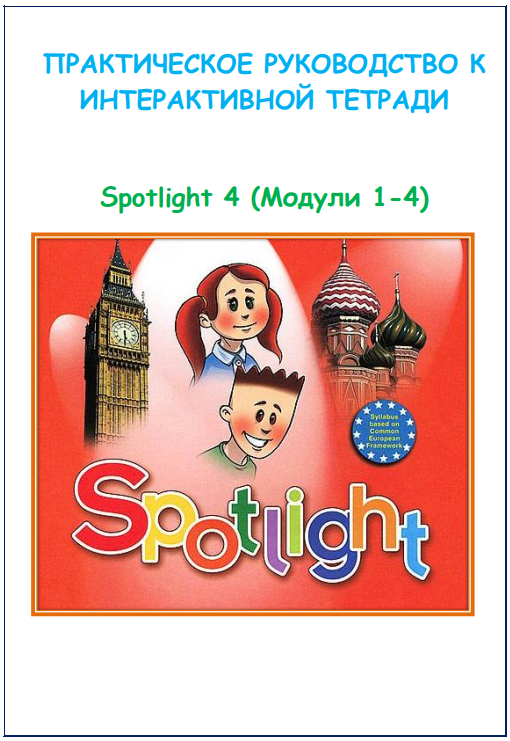 ПРАКТИЧЕСКОЕ РУКОВОДСТВО К
ИНТЕРАКТИВНОЙ ТЕТРАДИ
Spotlight 4 (Модули 1-4)
Syllabus
based on
Common
European
Framework
Spotlight